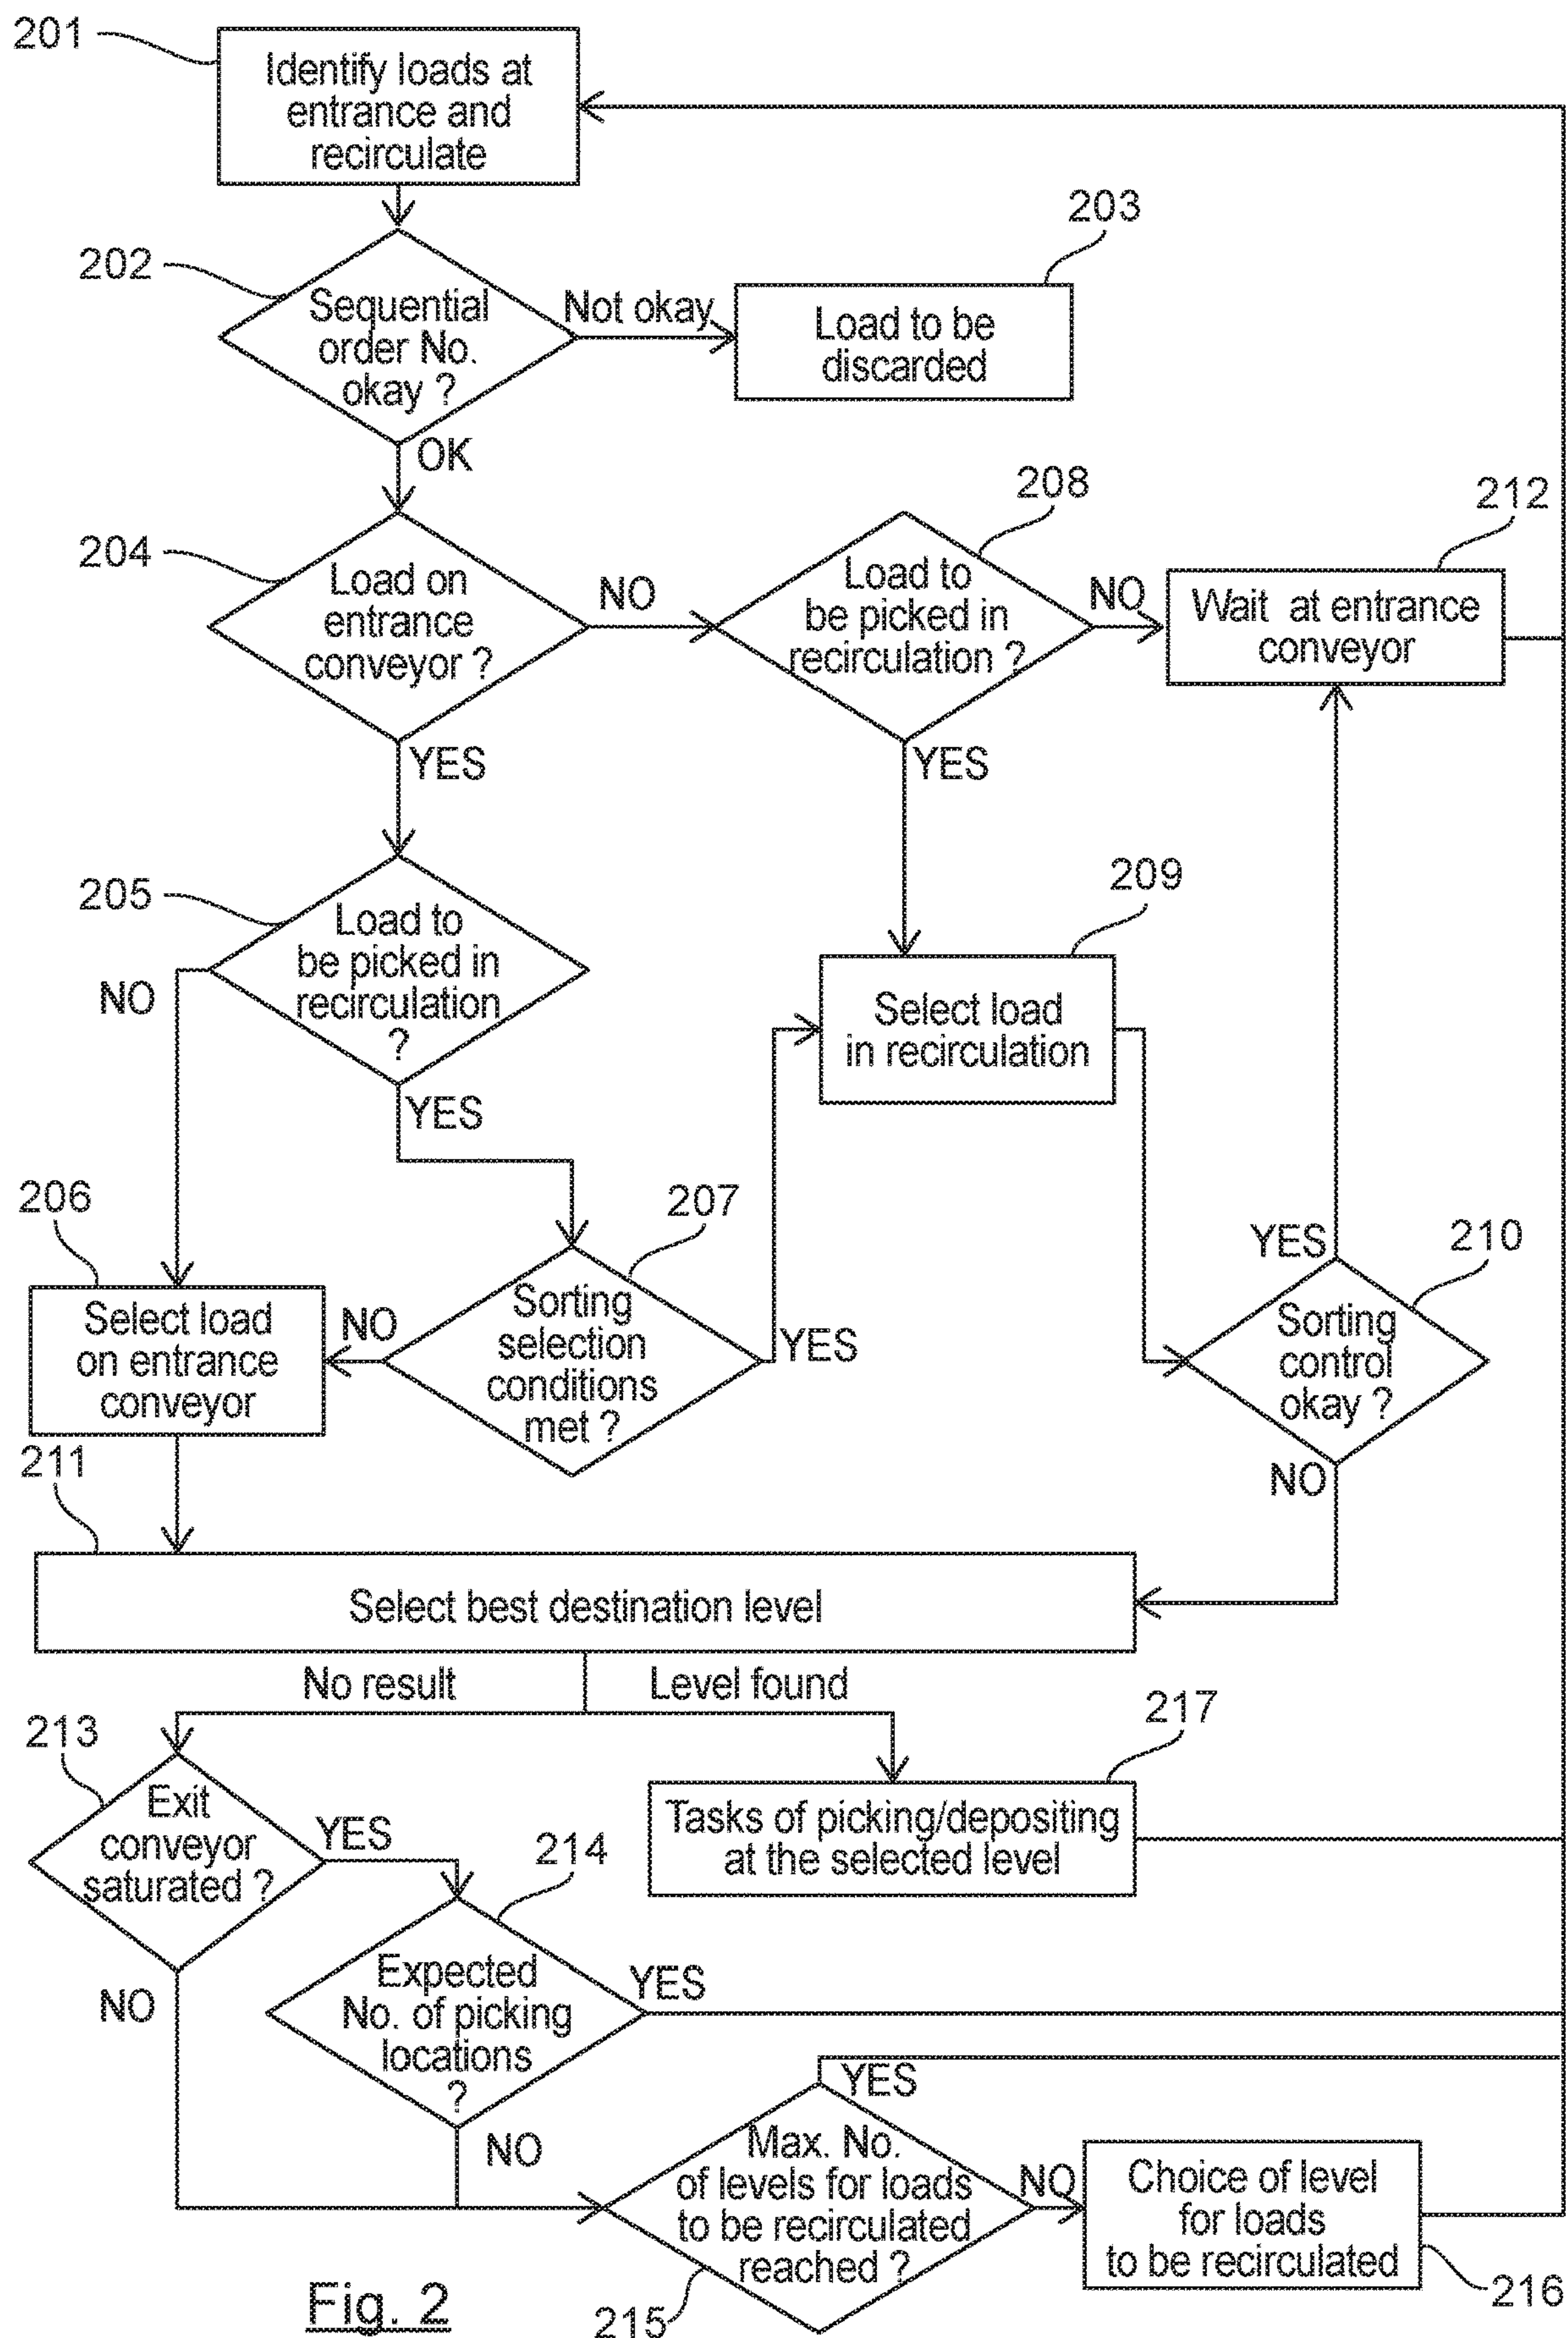 201
Identify loads at
entrance and
recirculate
202
Sequential
order No.
okay ?
Not okay
203
Load to be
discarded
OK
204
Load on
entrance
conveyor ?
NO
208
Load to
be picked in
recirculation ?
NO
212
Wait at entrance
conveyor
YES
YES
205
Load to
be picked in
recirculation
?
NO
YES
209
Select load
in recirculation
206
Select load
on entrance
conveyor
NO
207
Sorting
selection
conditions
met ?
YES
YES
210
Sorting
control
okay ?
NO
211
Select best destination level
No result
Level found
213
Exit
conveyor
saturated ?
YES
NO
217
Tasks of picking/depositing
at the selected level
214
Expected
No. of picking
locations
?
YES
NO
YES
Max. No.
of levels for loads
to be recirculated
reached ?
215
NO
Choice of level
for loads
to be recirculated
216
Fig. 2